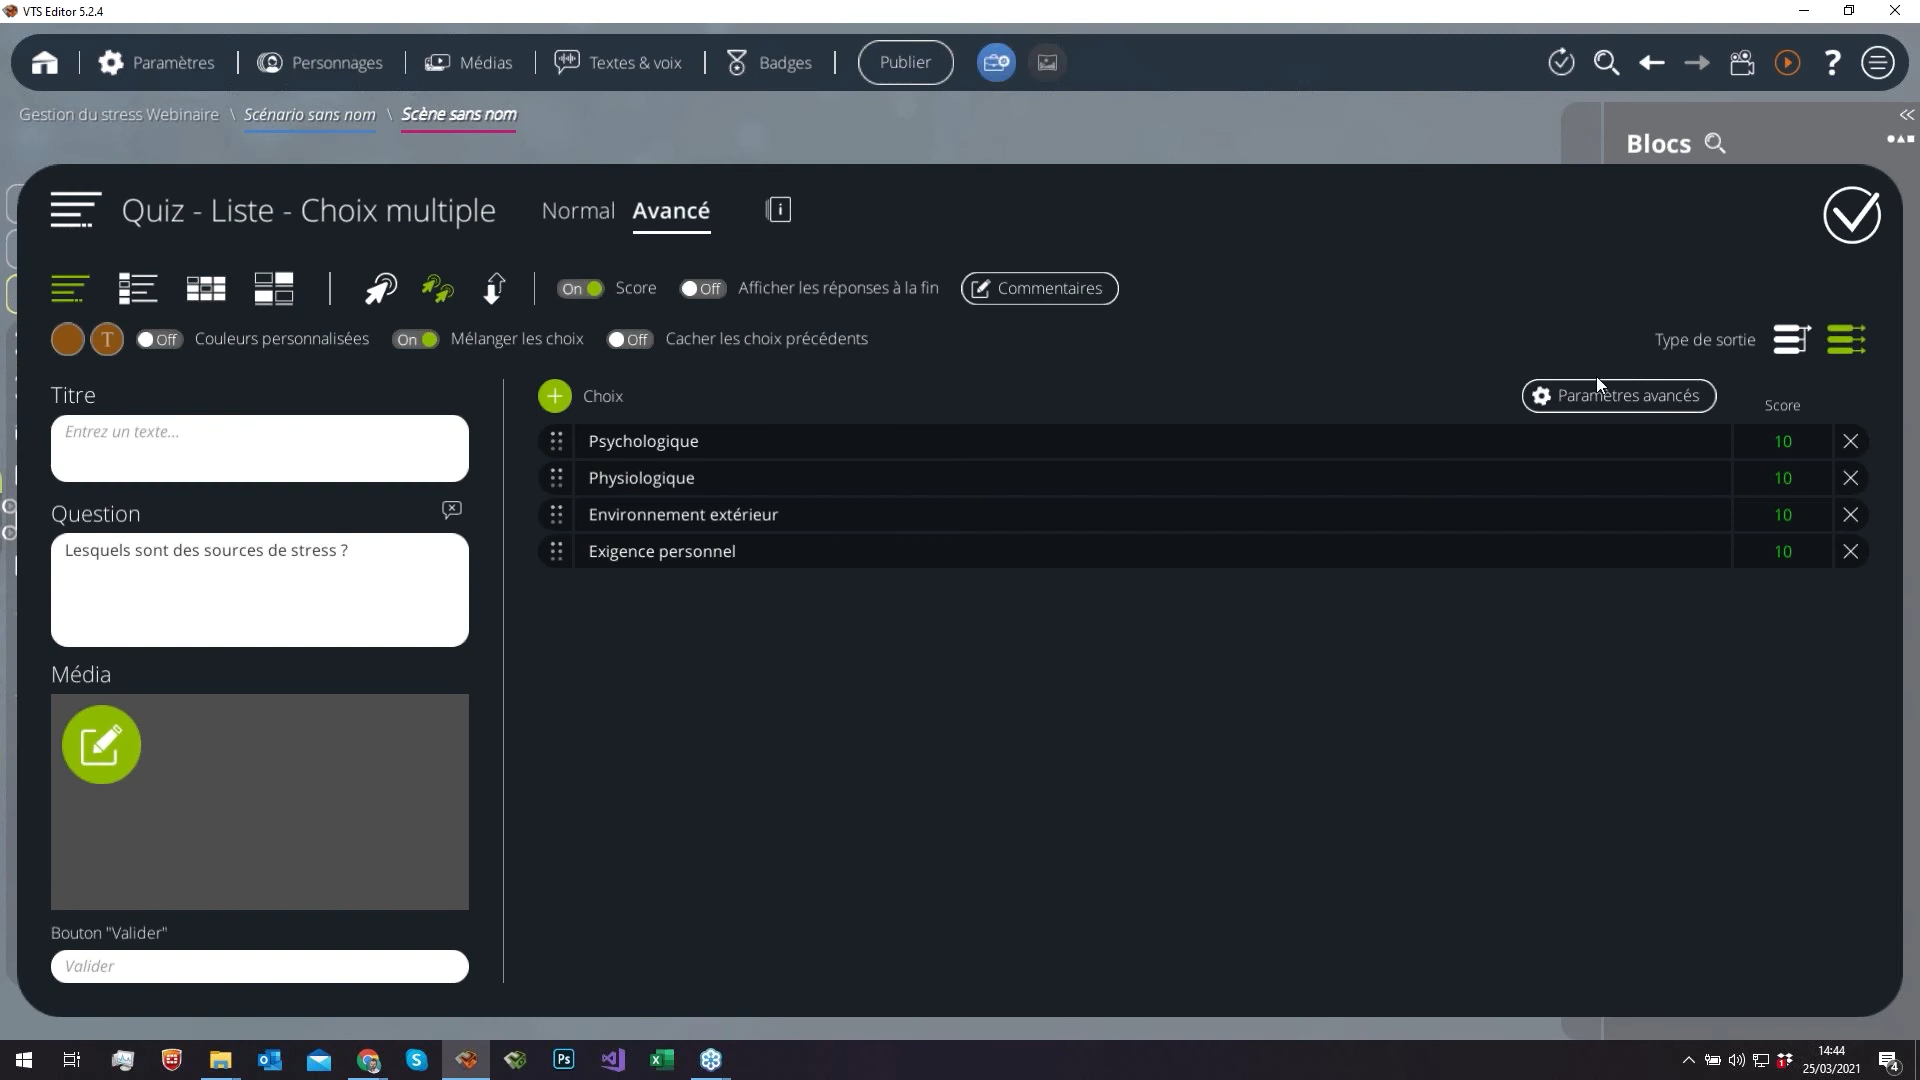 VTS Editor 5.2.4
Paramètres
Personnages
Médias
Textes & voix
Badges
Publier
Gestion du stress Webinaire \ Scénario sans nom \ Scène sans nom
Blocs
Quiz - Liste - Choix multiple
Normal
Avancé
On Score
Off Afficher les réponses à la fin
Commentaires
T
Off Couleurs personnalisées
On Mélanger les choix
Off Cacher les choix précédents
Type de sortie
Titre
Entrez un texte...
Question
Lesquels sont des sources de stress ?
Média
Bouton "Valider"
Valider
Choix
Paramètres avancés
Score
Psychologique 10
Physiologique 10
Environnement extérieur 10
Exigence personnel 10
14:44
25/03/2021
4